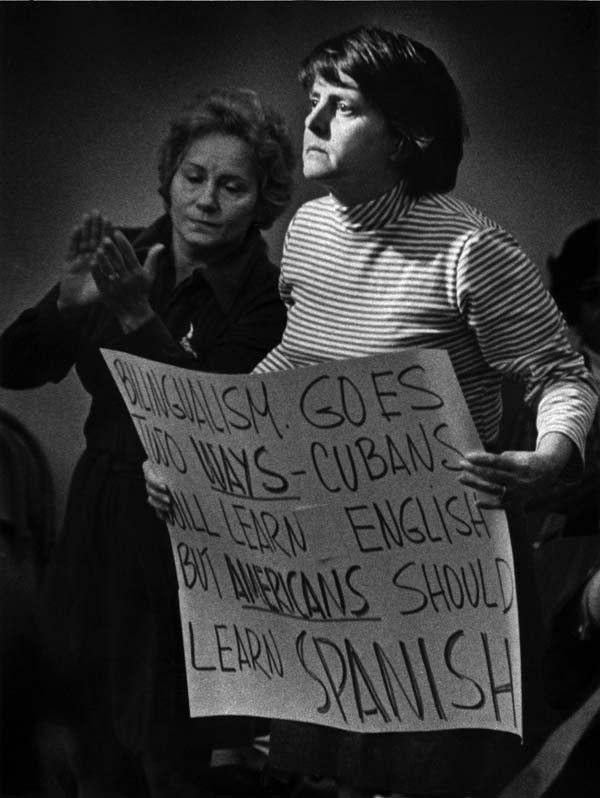 BILINGUALISM. GOES
TWO WAYS-CUBANS
WILL LEARN ENGLISH
BUT AMERICANS SHOULD
LEARN SPANISH